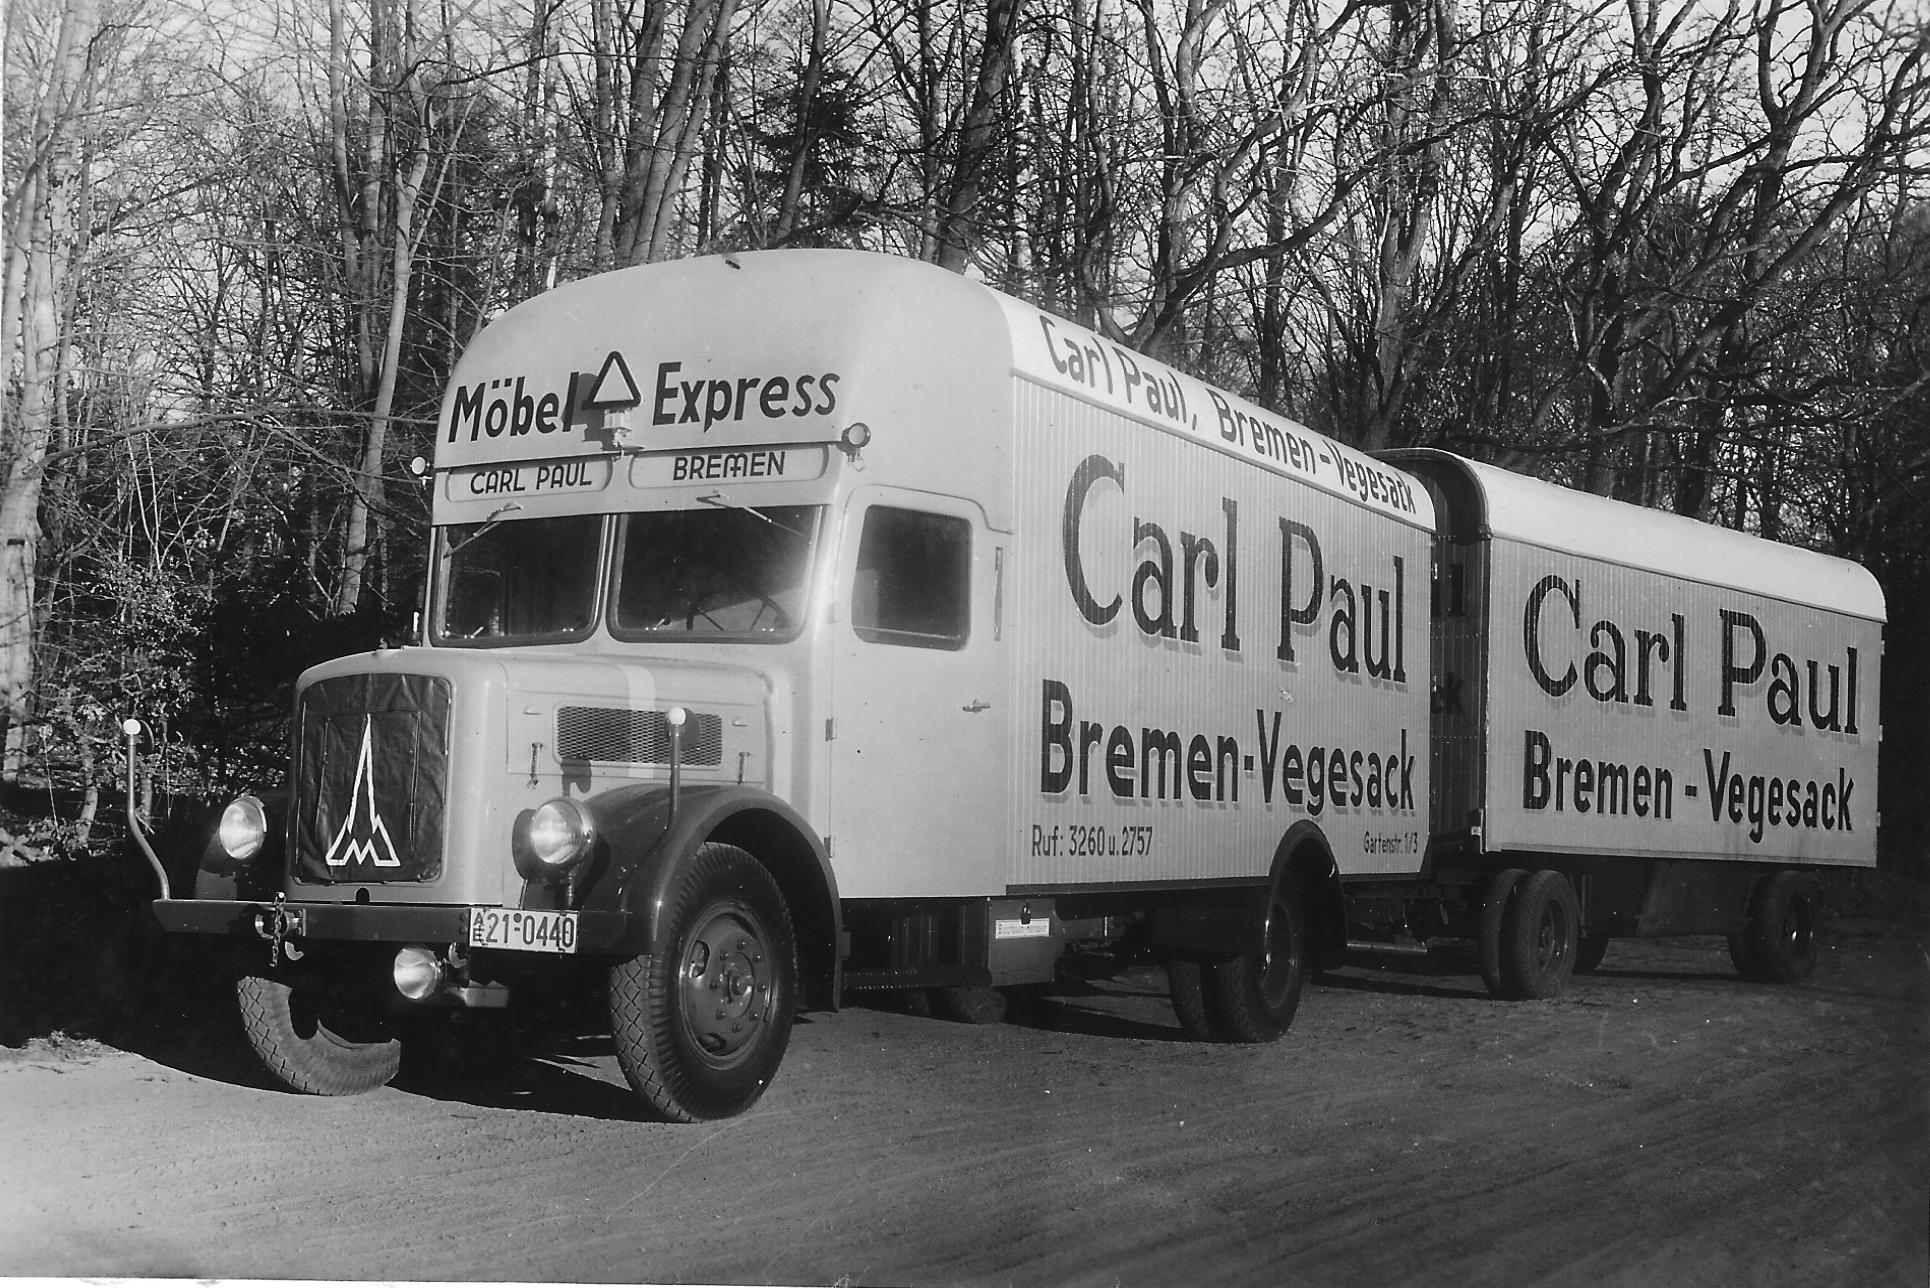 Möbel Express
CARL PAUL BREMEN
Carl Paul, Bremen-Vegesack
Carl Paul
Bremen-Vegesack
Ruf: 3260 u. 2757
Gartenstr. 1/3
Carl Paul
Bremen-Vegesack
M
AE 21-0440